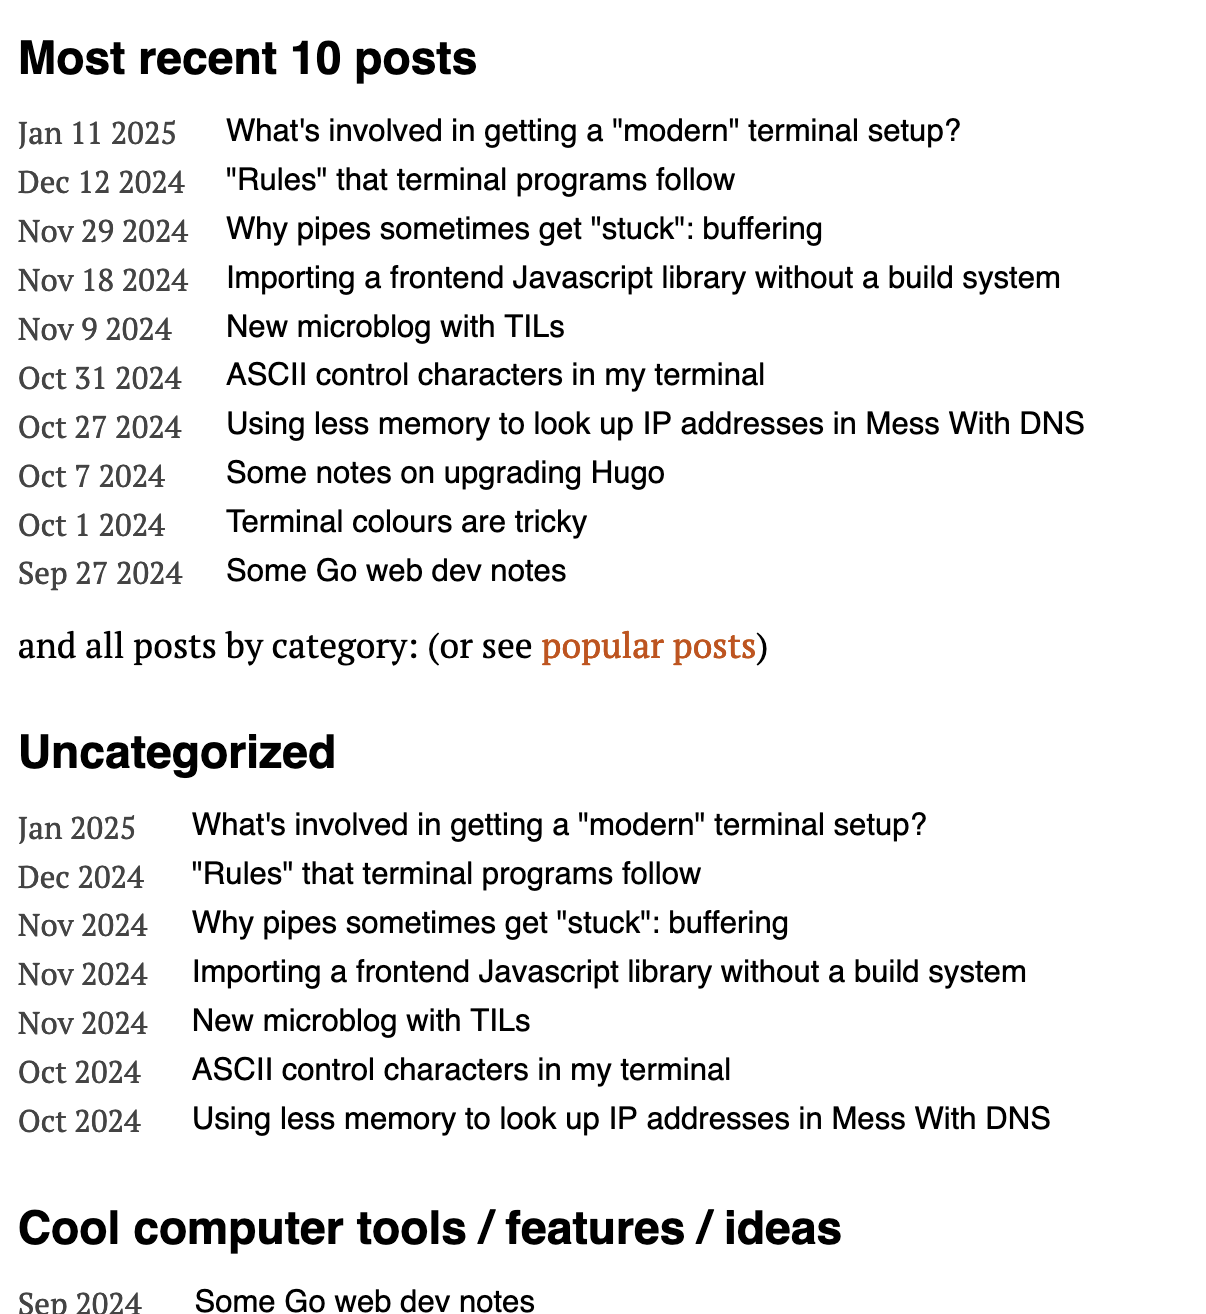 Most recent 10 posts
Jan 11 2025 What's involved in getting a "modern" terminal setup?
Dec 12 2024 "Rules" that terminal programs follow
Nov 29 2024 Why pipes sometimes get "stuck": buffering
Nov 18 2024 Importing a frontend Javascript library without a build system
Nov 9 2024 New microblog with TILs
Oct 31 2024 ASCII control characters in my terminal
Oct 27 2024 Using less memory to look up IP addresses in Mess With DNS
Oct 7 2024 Some notes on upgrading Hugo
Oct 1 2024 Terminal colours are tricky
Sep 27 2024 Some Go web dev notes
and all posts by category: (or see popular posts)
Uncategorized
Jan 2025 What's involved in getting a "modern" terminal setup?
Dec 2024 "Rules" that terminal programs follow
Nov 2024 Why pipes sometimes get "stuck": buffering
Nov 2024 Importing a frontend Javascript library without a build system
Nov 2024 New microblog with TILs
Oct 2024 ASCII control characters in my terminal
Oct 2024 Using less memory to look up IP addresses in Mess With DNS
Cool computer tools / features / ideas
Sep 2024 Some Go web dev notes